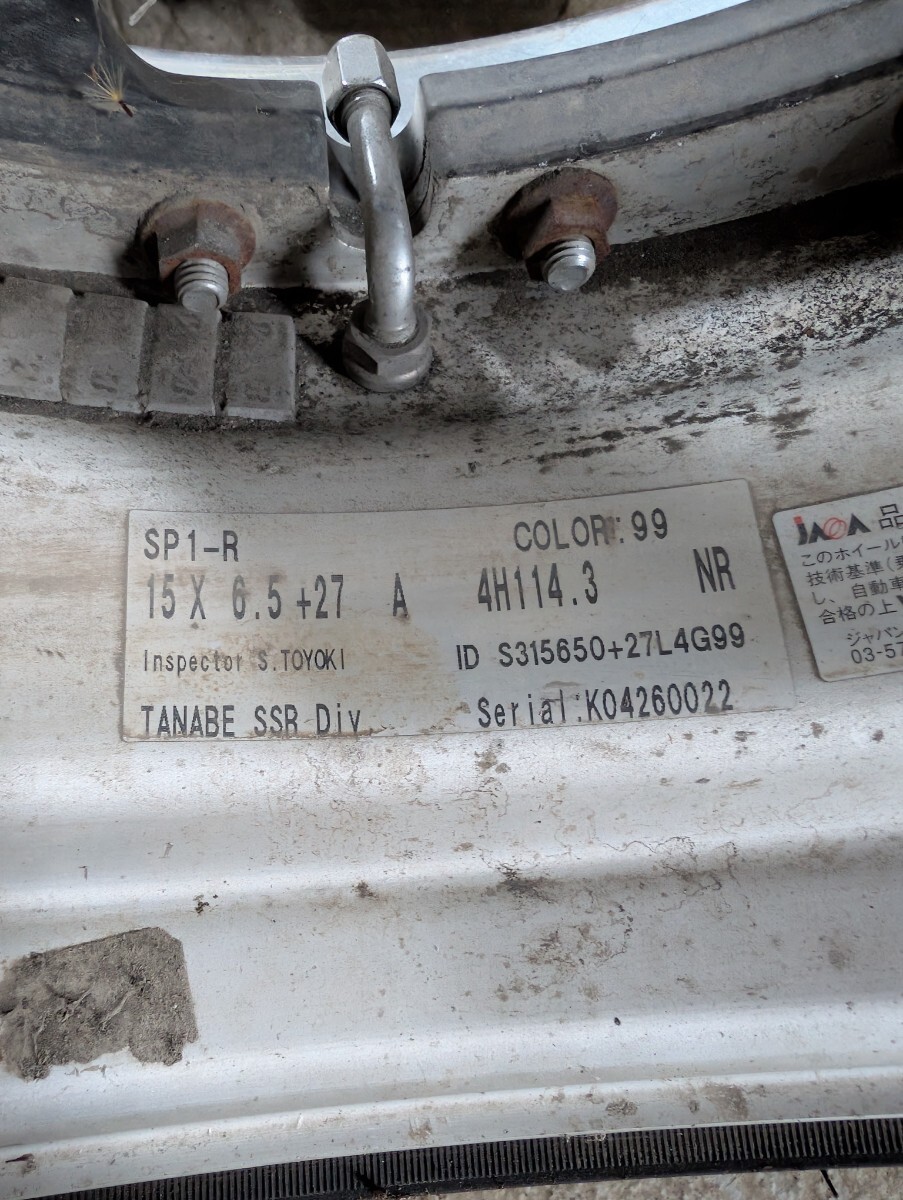 SP1-R COLOR:99
15X 6.5+27 A 4H114.3 NR
Inspector S.TOYOKI ID S315650+27L4G99
TANABE SSR Div. Serial:K04260022
JAWA 品
このホイール
技術基準(
し、自動車
合格の上
ジャパン
03-57